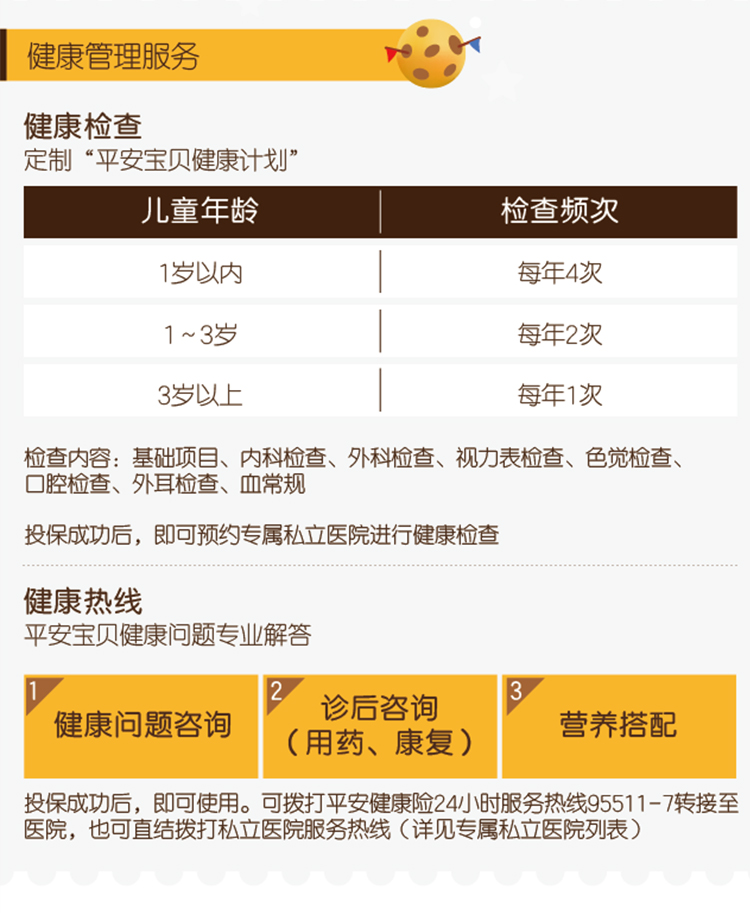 健康管理服务
健康检查
定制“平安宝贝健康计划”
儿童年龄 检查频次
1岁以内 每年4次
1~3岁 每年2次
3岁以上 每年1次
检查内容：基础项目、内科检查、外科检查、视力表检查、色觉检查、
口腔检查、外耳检查、血常规
投保成功后，即可预约专属私立医院进行健康检查
健康热线
平安宝贝健康问题专业解答
1
健康问题咨询
2
诊后咨询
（用药、康复）
3
营养搭配
投保成功后，即可使用。可拨打平安健康险24小时服务热线95511-7转接至
医院，也可直结拨打私立医院服务热线（详见专属私立医院列表）